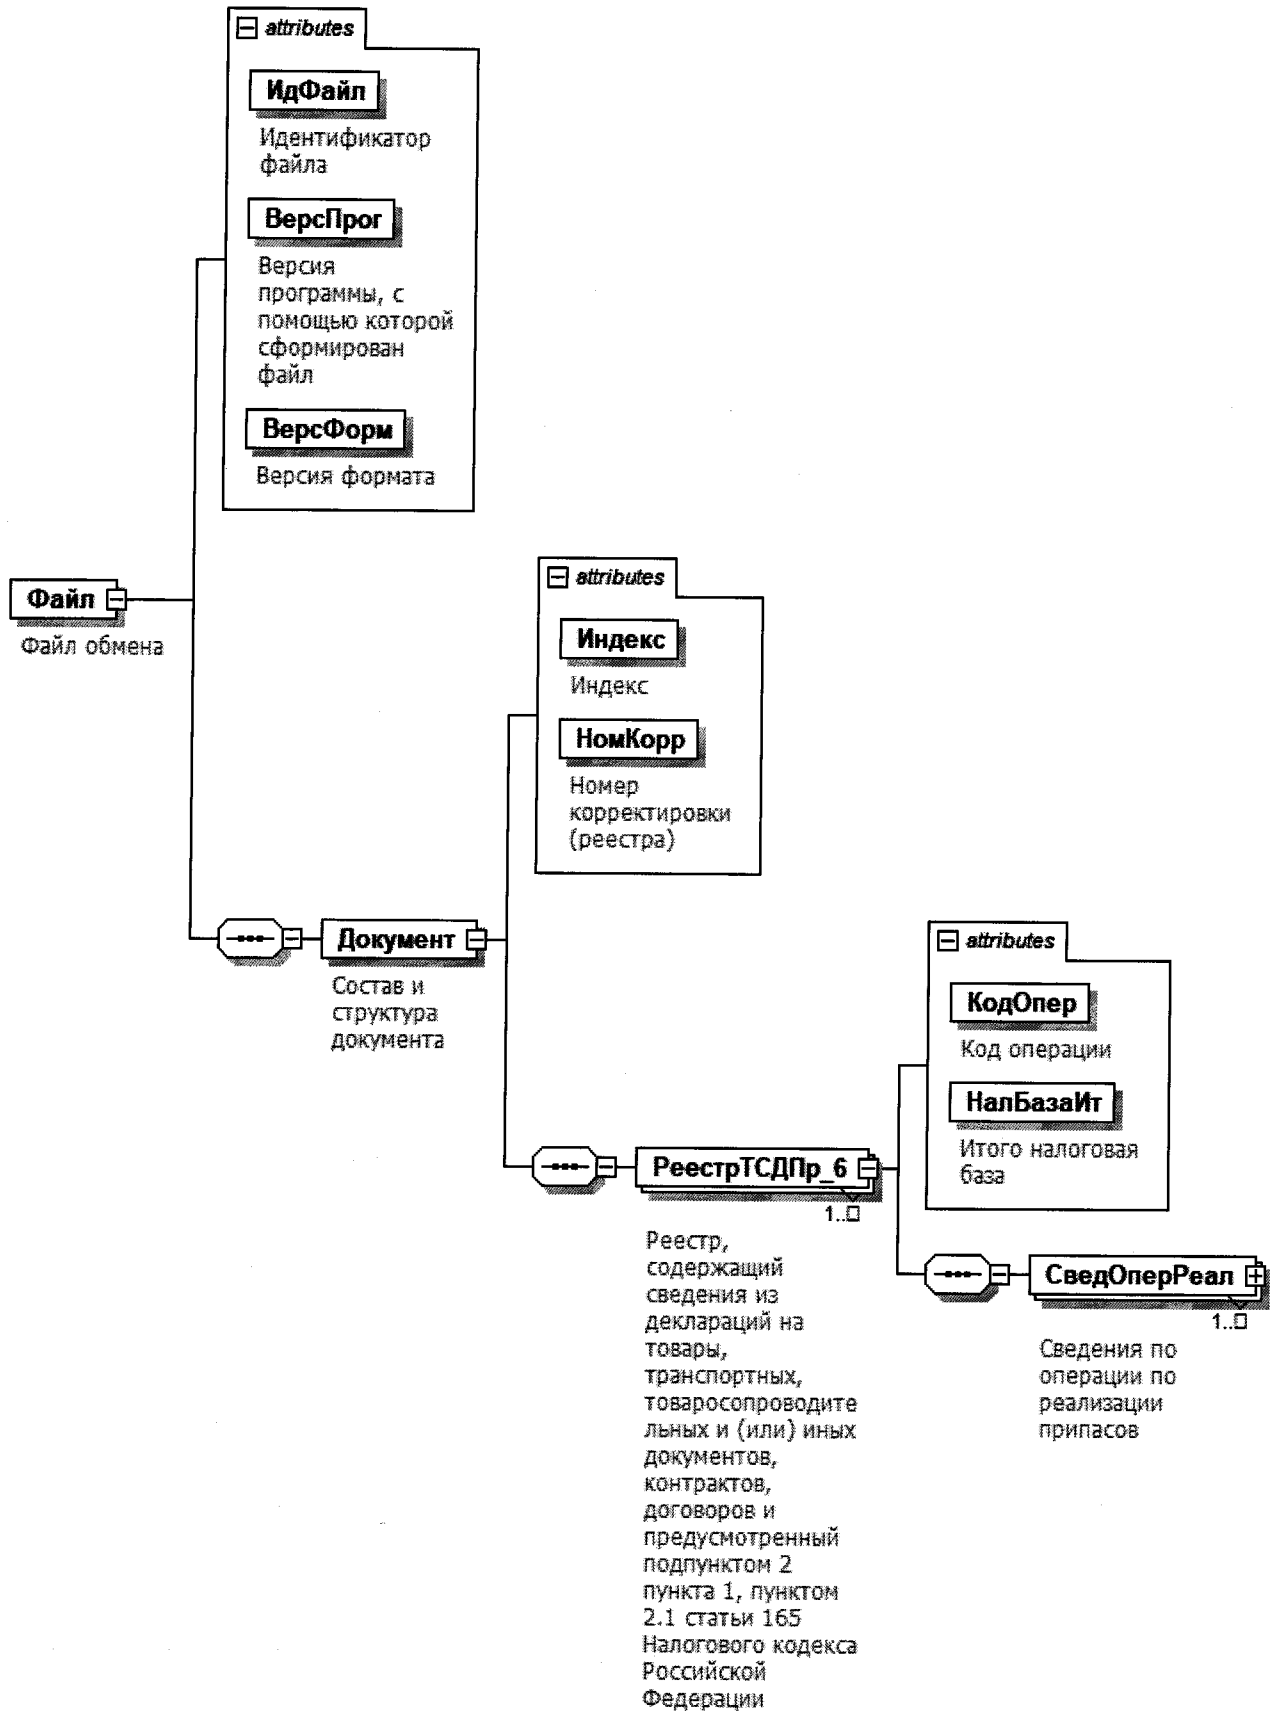 attributes
ИдФайл
Идентификатор
файла
ВерсПрог
Версия
программы, с
помощью которой
сформирован
файл
ВерсФорм
Версия формата
Файл
Файл обмена
attributes
Индекс
Индекс
НомКорр
Номер
корректировки
(реестра)
Документ
Состав и
структура
документа
attributes
КодОпер
Код операции
НалБазаИт
Итого налоговая
база
РеестрТСДПр_6
1..□
Реестр,
содержащий
сведения из
деклараций на
товары,
транспортных,
товаросопроводите
льных и (или) иных
документов,
контрактов,
договоров и
предусмотренный
подпунктом 2
пункта 1, пунктом
2.1 статьи 165
Налогового кодекса
Российской
Федерации
СведОперРеал
1..□
Сведения по
операции по
реализации
припасов